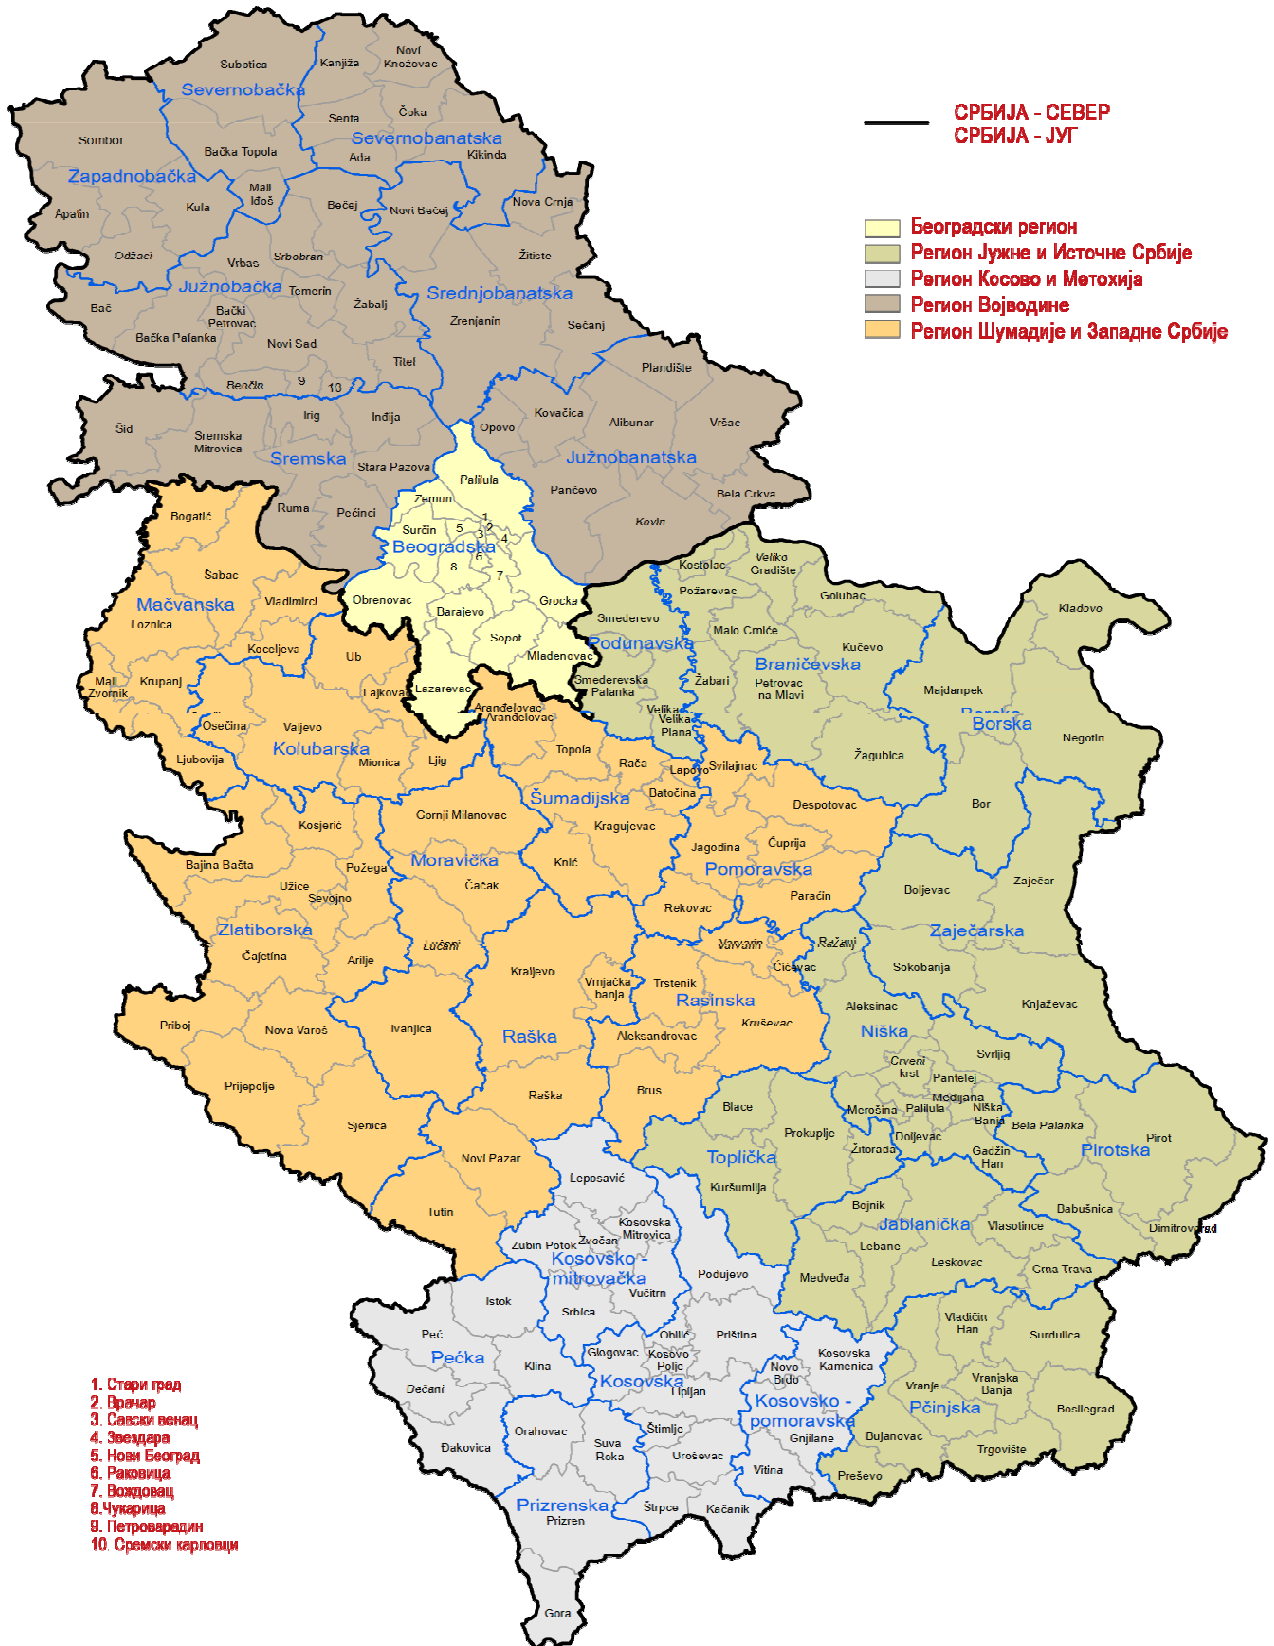 СРБИЈА - СЕВЕР
СРБИЈА - ЈУГ
Београдски регион
Регион Јужне и Источне Србије
Регион Косово и Метохија
Регион Војводине
Регион Шумадије и Западне Србије
Subotica
Kanjiža
Novi
Knežovac
Severnobačka
Senta
Čoka
Severnobanatska
Sombor
Bačka Topola
Ada
Kikinda
Zapadnobačka
Mali
Iđoš
Apatin
Kula
Bečej
Novi Bečej
Nova Crnja
Odžaci
Vrbas
Srbobran
Žitište
Južnobačka
Temerin
Srednjobanatska
Bač
Bački
Petrovac
Žabalj
Zrenjanin
Sečanj
Bačka Palanka
Novi Sad
Titel
Plandište
Beočin
9
10
Šid
Irig
Inđija
Opovo
Kovačica
Alibunar
Vršac
Sremska
Mitrovica
Sremska
Stara Pazova
Južnobanatska
Palilula
Pančevo
Bela Crkva
Ruma
Pećinci
Zemun
Kovin
Bogatić
Surčin
5
1
2
3
4
Beogradska
6
8
7
Kostolac
Veliko
Gradište
Šabac
Požarevac
Golubac
Kladovo
Mačvanska
Vladimirci
Obrenovac
Barajevo
Grocka
Smederevo
Malo Crniće
Loznica
Koceljeva
Ub
Sopot
Mladenovac
Podunavska
Kučevo
Braničevska
Mali
Zvornik
Krupanj
Lajkovac
Lazarevac
Smederevska
Palanka
Žabari
Petrovac
na Mlavi
Majdanpek
Borska
Borska
Osečina
Valjevo
Aranđelovac
Aranđelovac
Velika
Velika
Plana
Negotin
Kolubarska
Ljubovija
Mionica
Ljig
Topola
Rača
Lapovo
Svilajnac
Žagubica
Šumadijska
Batočina
Despotovac
Bor
Kosjerić
Gornji Milanovac
Kragujevac
Bajina Bašta
Požega
Moravička
Knić
Jagodina
Ćuprija
Pomoravska
Užice
Sevojno
Čačak
Paraćin
Boljevac
Zaječar
Rekovac
Zlatiborska
Lučani
Varvarin
Ražanj
Zaječarska
Čajetina
Arilje
Kraljevo
Vrnjačka
banja
Trstenik
Ćićevac
Sokobanja
Rasinska
Knjaževac
Priboj
Nova Varoš
Ivanjica
Raška
Aleksandrovac
Kruševac
Aleksinac
Niška
Prijepolje
Raška
Brus
Crveni
krst
Svrljig
Pantelej
Medijana
Blace
Merošina
Palilula
Niška
Banja
Bela Palanka
Sjenica
Prokuplje
Doljevac
Pirot
Novi Pazar
Toplička
Žitorađa
Gadžin
Han
Pirotska
Leposavić
Kuršumlija
Tutin
Bojnik
Jablanička
Vlasotince
Babušnica
Dimitrovgrad
Kosovska
Mitrovica
Zubin Potok
Zvečan
Lebane
Leskovac
Crna Trava
Kosovsko -
mitrovačka
Podujevo
Medveđa
Istok
Vučitrn
Srbica
Vladičin
Han
Surdulica
Peć
Obilić
Priština
Pećka
Klina
Glogovac
Kosovo
Polje
Novo
Brdo
Kosovska
Kamenica
Dečani
Kosovska
Lipljan
Vranje
Vranjska
Banja
Kosovsko -
pomoravska
Pčinjska
Bosilegrad
Đakovica
Orahovac
Suva
Reka
Štimlje
Uroševac
Gnjilane
Bujanovac
Trgovište
Vitina
Preševo
Prizrenska
Prizren
Štrpce
Kačanik
Gora
1. Стари град
2. Врачар
3. Савски венац
4. Звездара
5. Нови Београд
6. Раковица
7. Вождовац
8.Чукарица
9. Петроварадин
10. Сремски карловци